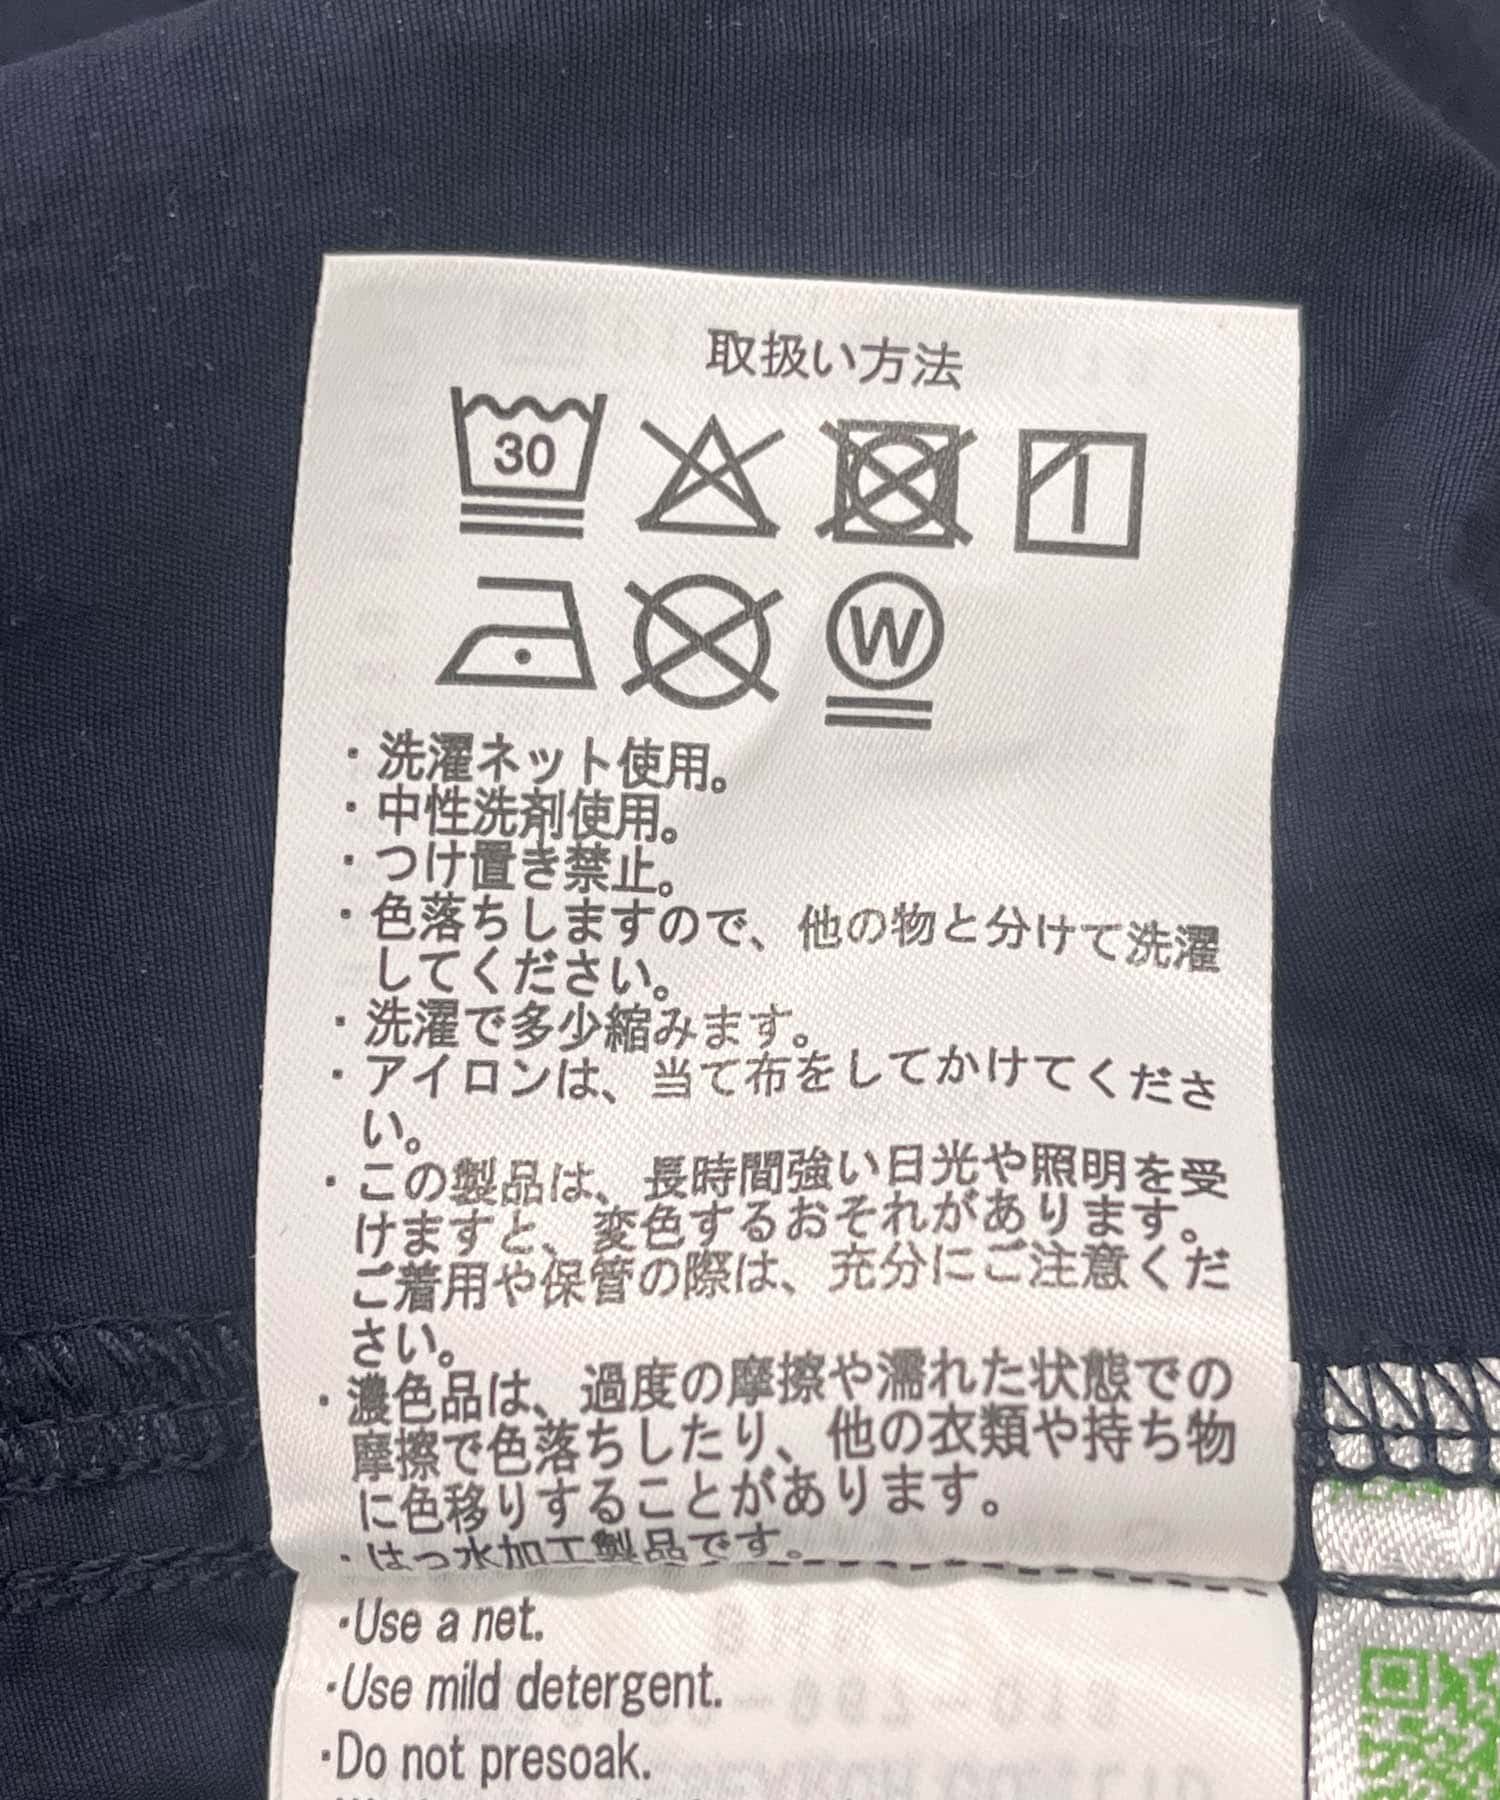 取扱い方法
30
W
・洗濯ネット使用。
・中性洗剤使用。
・つけ置き禁止。
・色落ちしますので、他の物と分けて洗濯
してください。
・洗濯で多少縮みます。
・アイロンは、当て布をしてかけてくださ
い。
・この製品は、長時間強い日光や照明を受
けますと、変色するおそれがあります。
ご着用や保管の際は、充分にご注意くだ
さい。
・濃色品は、過度の摩擦や濡れた状態での
摩擦で色落ちしたり、他の衣類や持ち物
に色移りすることがあります。
・はっ水加工製品です。
・Use a net.
・Use mild detergent.
・Do not presoak.